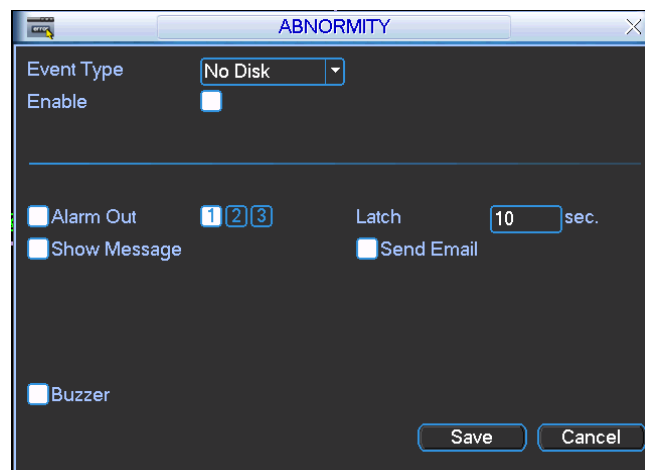 error
ABNORMITY
Event Type No Disk
Enable
Alarm Out 1 2 3 Latch 10 sec.
Show Message Send Email
Buzzer
Save Cancel